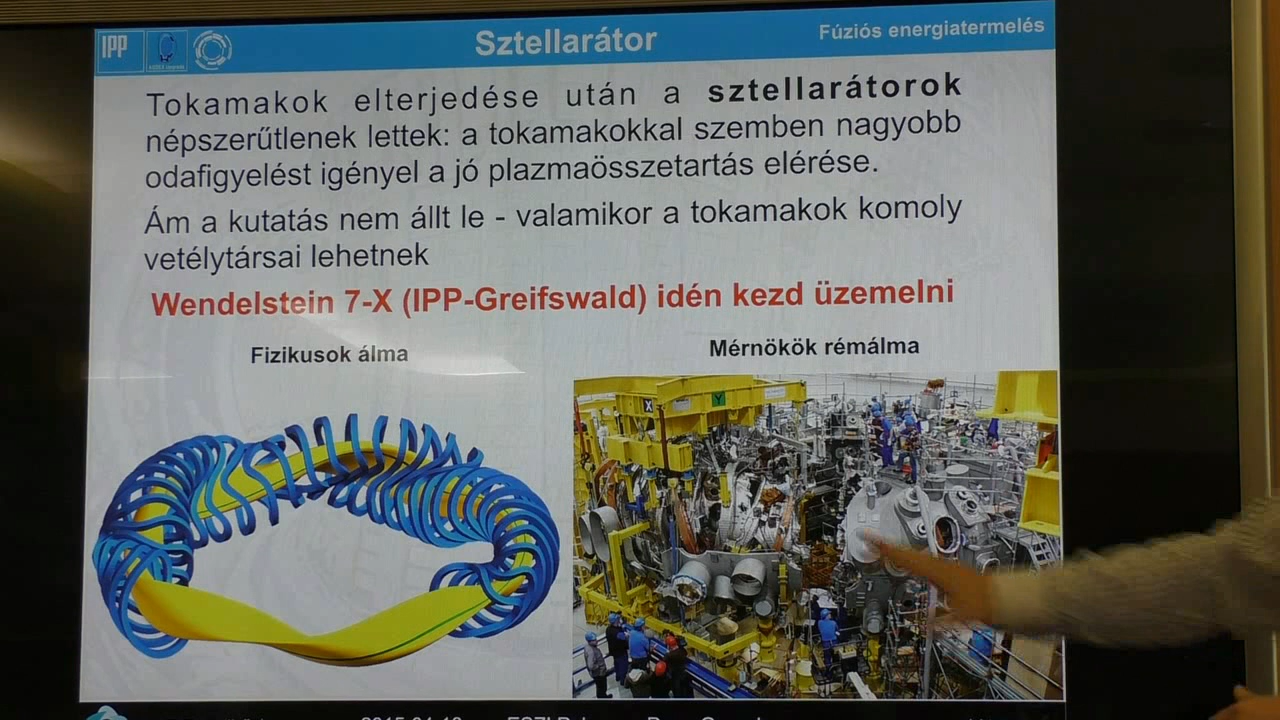 IPP
Sztellarátor
Fúziós energiatermelés
Tokamakok elterjedése után a sztellarátorok
népszerűtlenek lettek: a tokamakokkal szemben nagyobb
odafigyelést igényel a jó plazmaösszetartás elérése.
Ám a kutatás nem állt le - valamikor a tokamakok komoly
vetélytársai lehetnek
Wendelstein 7-X (IPP-Greifswald) idén kezd üzemelni
Fizikusok álma
Mérnökök rémálma
X
Y